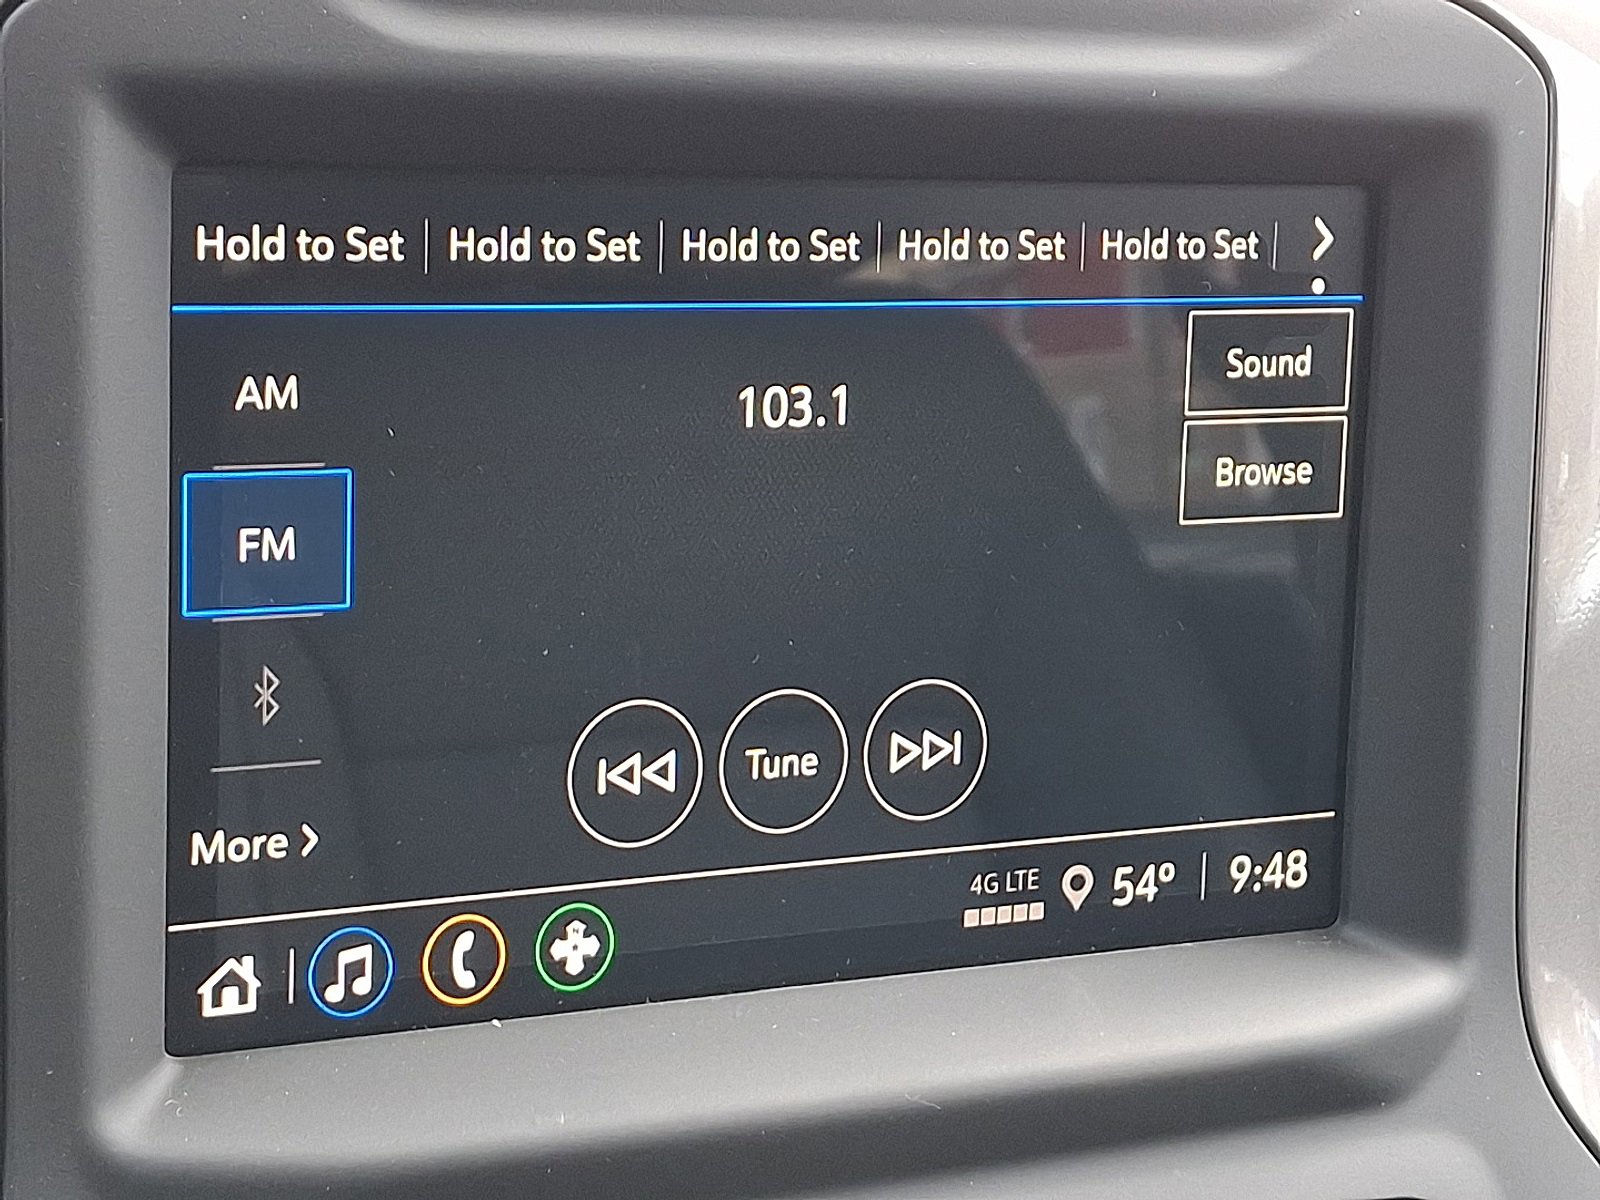 Hold to Set Hold to Set Hold to Set Hold to Set Hold to Set
AM
103.1
Sound
Browse
FM
Tune
More
4G LTE
54° 9:48